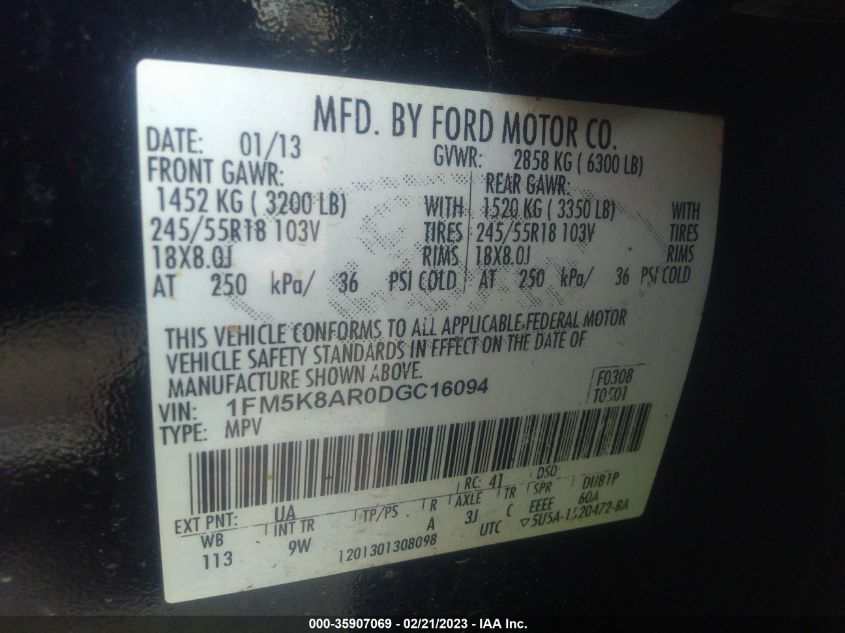 MFD. BY FORD MOTOR CO.
DATE: 01/13 GVWR: 2858 KG ( 6300 LB)
FRONT GAWR: REAR GAWR:
1452 KG ( 3200 LB) WITH 1520 KG ( 3350 LB) WITH
245/55R18 103V TIRES 245/55R18 103V TIRES
18X8.0J RIMS 18X8.0J RIMS
AT 250 kPa/ 36 PSI COLD AT 250 kPa/ 36 PSI COLD
THIS VEHICLE CONFORMS TO ALL APPLICABLE FEDERAL MOTOR
VEHICLE SAFETY STANDARDS IN EFFECT ON THE DATE OF
MANUFACTURE SHOWN ABOVE.
VIN: 1FM5K8AR0DGC16094 F0308
TYPE: MPV T0501
EXT PNT: UA RC: 41 DSO: DUB1P
WB INT TR TP/PS R AXLE TR SPR 60A
113 9W A 3J C EEEE
1201301308098 UTC
000-35907069 / 02/21/2023 - IAA Inc.